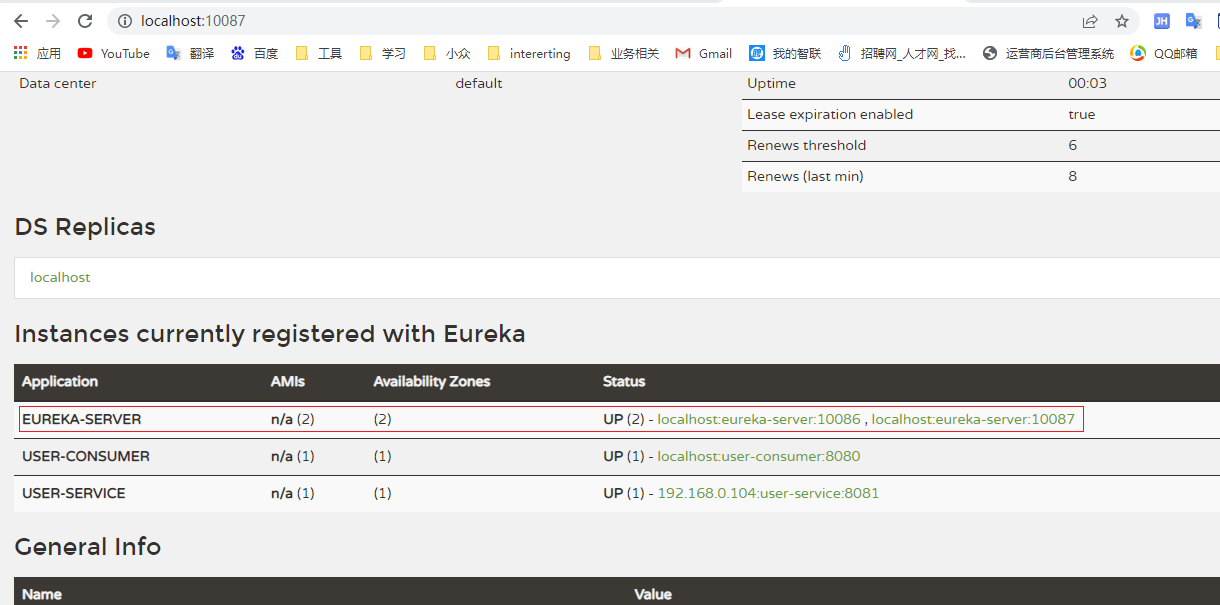 localhost:10087
应用 YouTube 翻译 百度 工具 学习 小众 intererting 业务相关 Gmail 我的智联 招聘网_人才网_找... 运营商后台管理系统 QQ邮箱
Data center default
Uptime 00:03
Lease expiration enabled true
Renews threshold 6
Renews (last min) 8
DS Replicas
localhost
Instances currently registered with Eureka
Application AMIs Availability Zones Status
EUREKA-SERVER n/a (2) (2) UP (2) - localhost:eureka-server:10086 , localhost:eureka-server:10087
USER-CONSUMER n/a (1) (1) UP (1) - localhost:user-consumer:8080
USER-SERVICE n/a (1) (1) UP (1) - 192.168.0.104:user-service:8081
General Info
Name Value